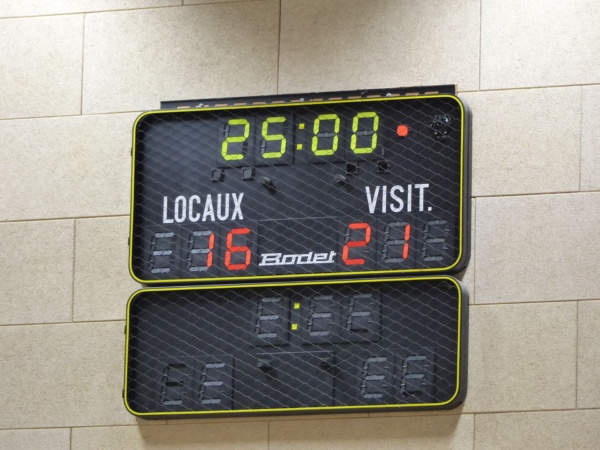 25:00
LOCAUX VISIT.
16 Bodet 21
: